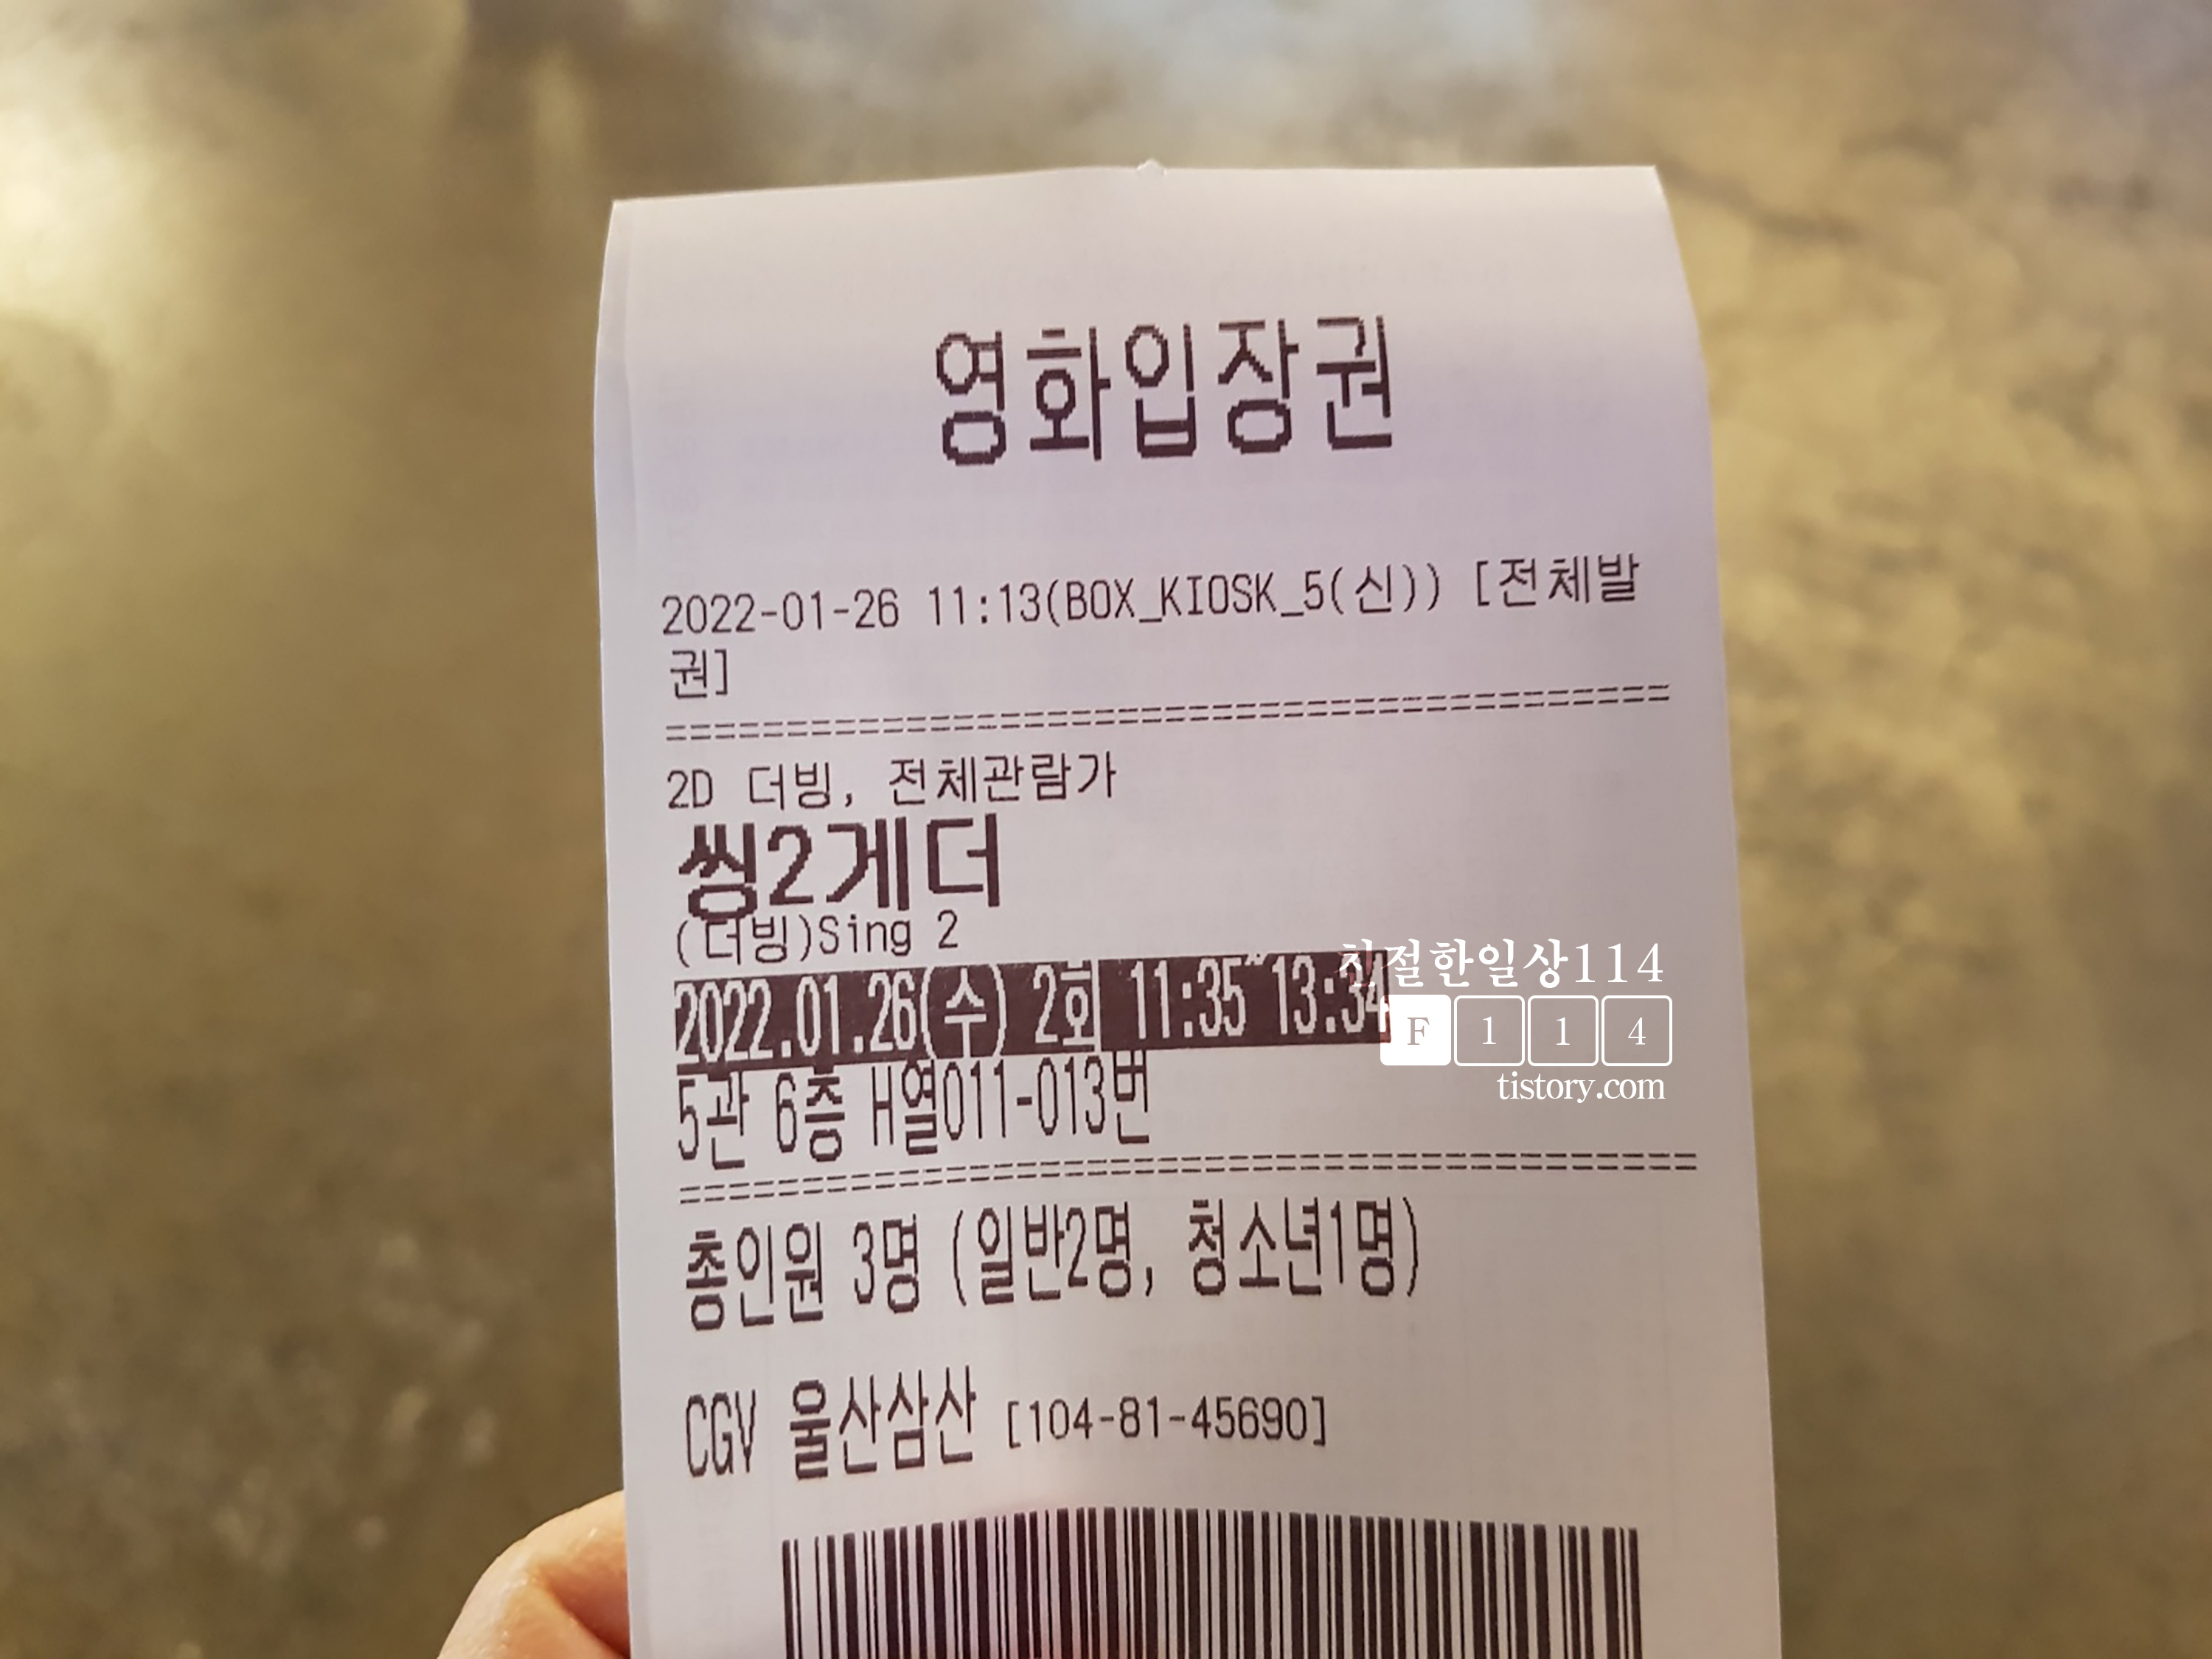 영화입장권
2022-01-26 11:13(BOX_KIOSK_5(신)) [전체발
권]
=========================================
2D 더빙, 전체관람가
씽2게더
(더빙)Sing 2
2022.01.26(수) 2회 11:35~13:34
친절한일상114
F 1 1 4
tistory.com
5관 6층 H열011-013번
=========================================
총인원 3명 (일반2명, 청소년1명)
CGV 울산삼산 [104-81-45690]